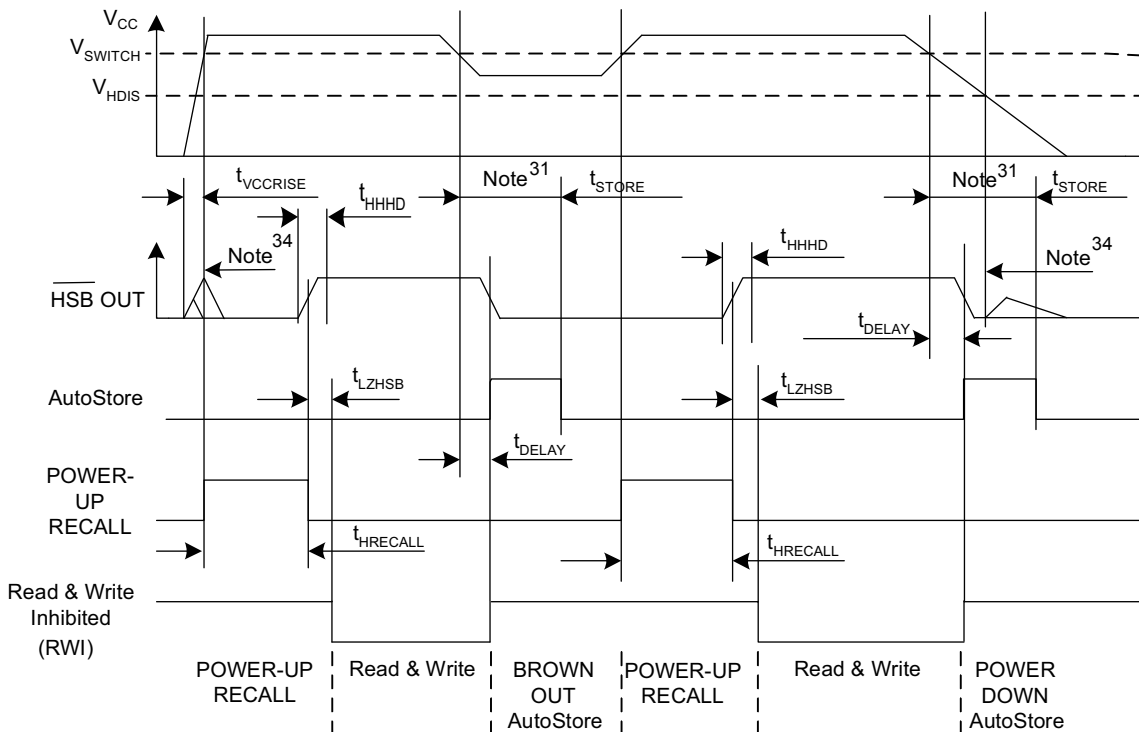 VCC
VSWITCH
VHDIS
tVCCRISE
Note31
tSTORE
Note31
tSTORE
tHHHD
Note34
tHHHD
Note34
HSB OUT
tDELAY
tLZHSB
tLZHSB
AutoStore
tDELAY
POWER-
UP
RECALL
tHRECALL
tHRECALL
Read & Write
Inhibited
(RWI)
POWER-UP
RECALL
Read & Write
BROWN
OUT
AutoStore
POWER-UP
RECALL
Read & Write
POWER
DOWN
AutoStore